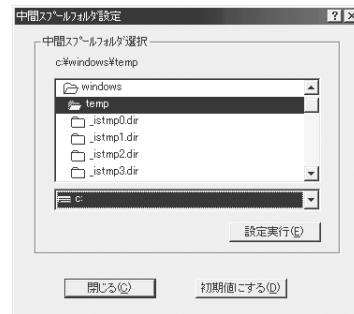 中間ｽﾌﾟｰﾙﾌｫﾙﾀﾞ設定
中間ｽﾌﾟｰﾙﾌｫﾙﾀﾞ選択
c:¥windows¥temp
windows
temp
_istmp0.dir
_istmp1.dir
_istmp2.dir
_istmp3.dir
c:
設定実行(E)
閉じる(C)
初期値にする(D)